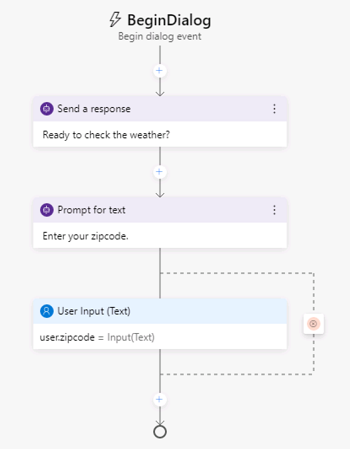 BeginDialog
Begin dialog event
Send a response
Ready to check the weather?
Prompt for text
Enter your zipcode.
User Input (Text)
user.zipcode = Input(Text)